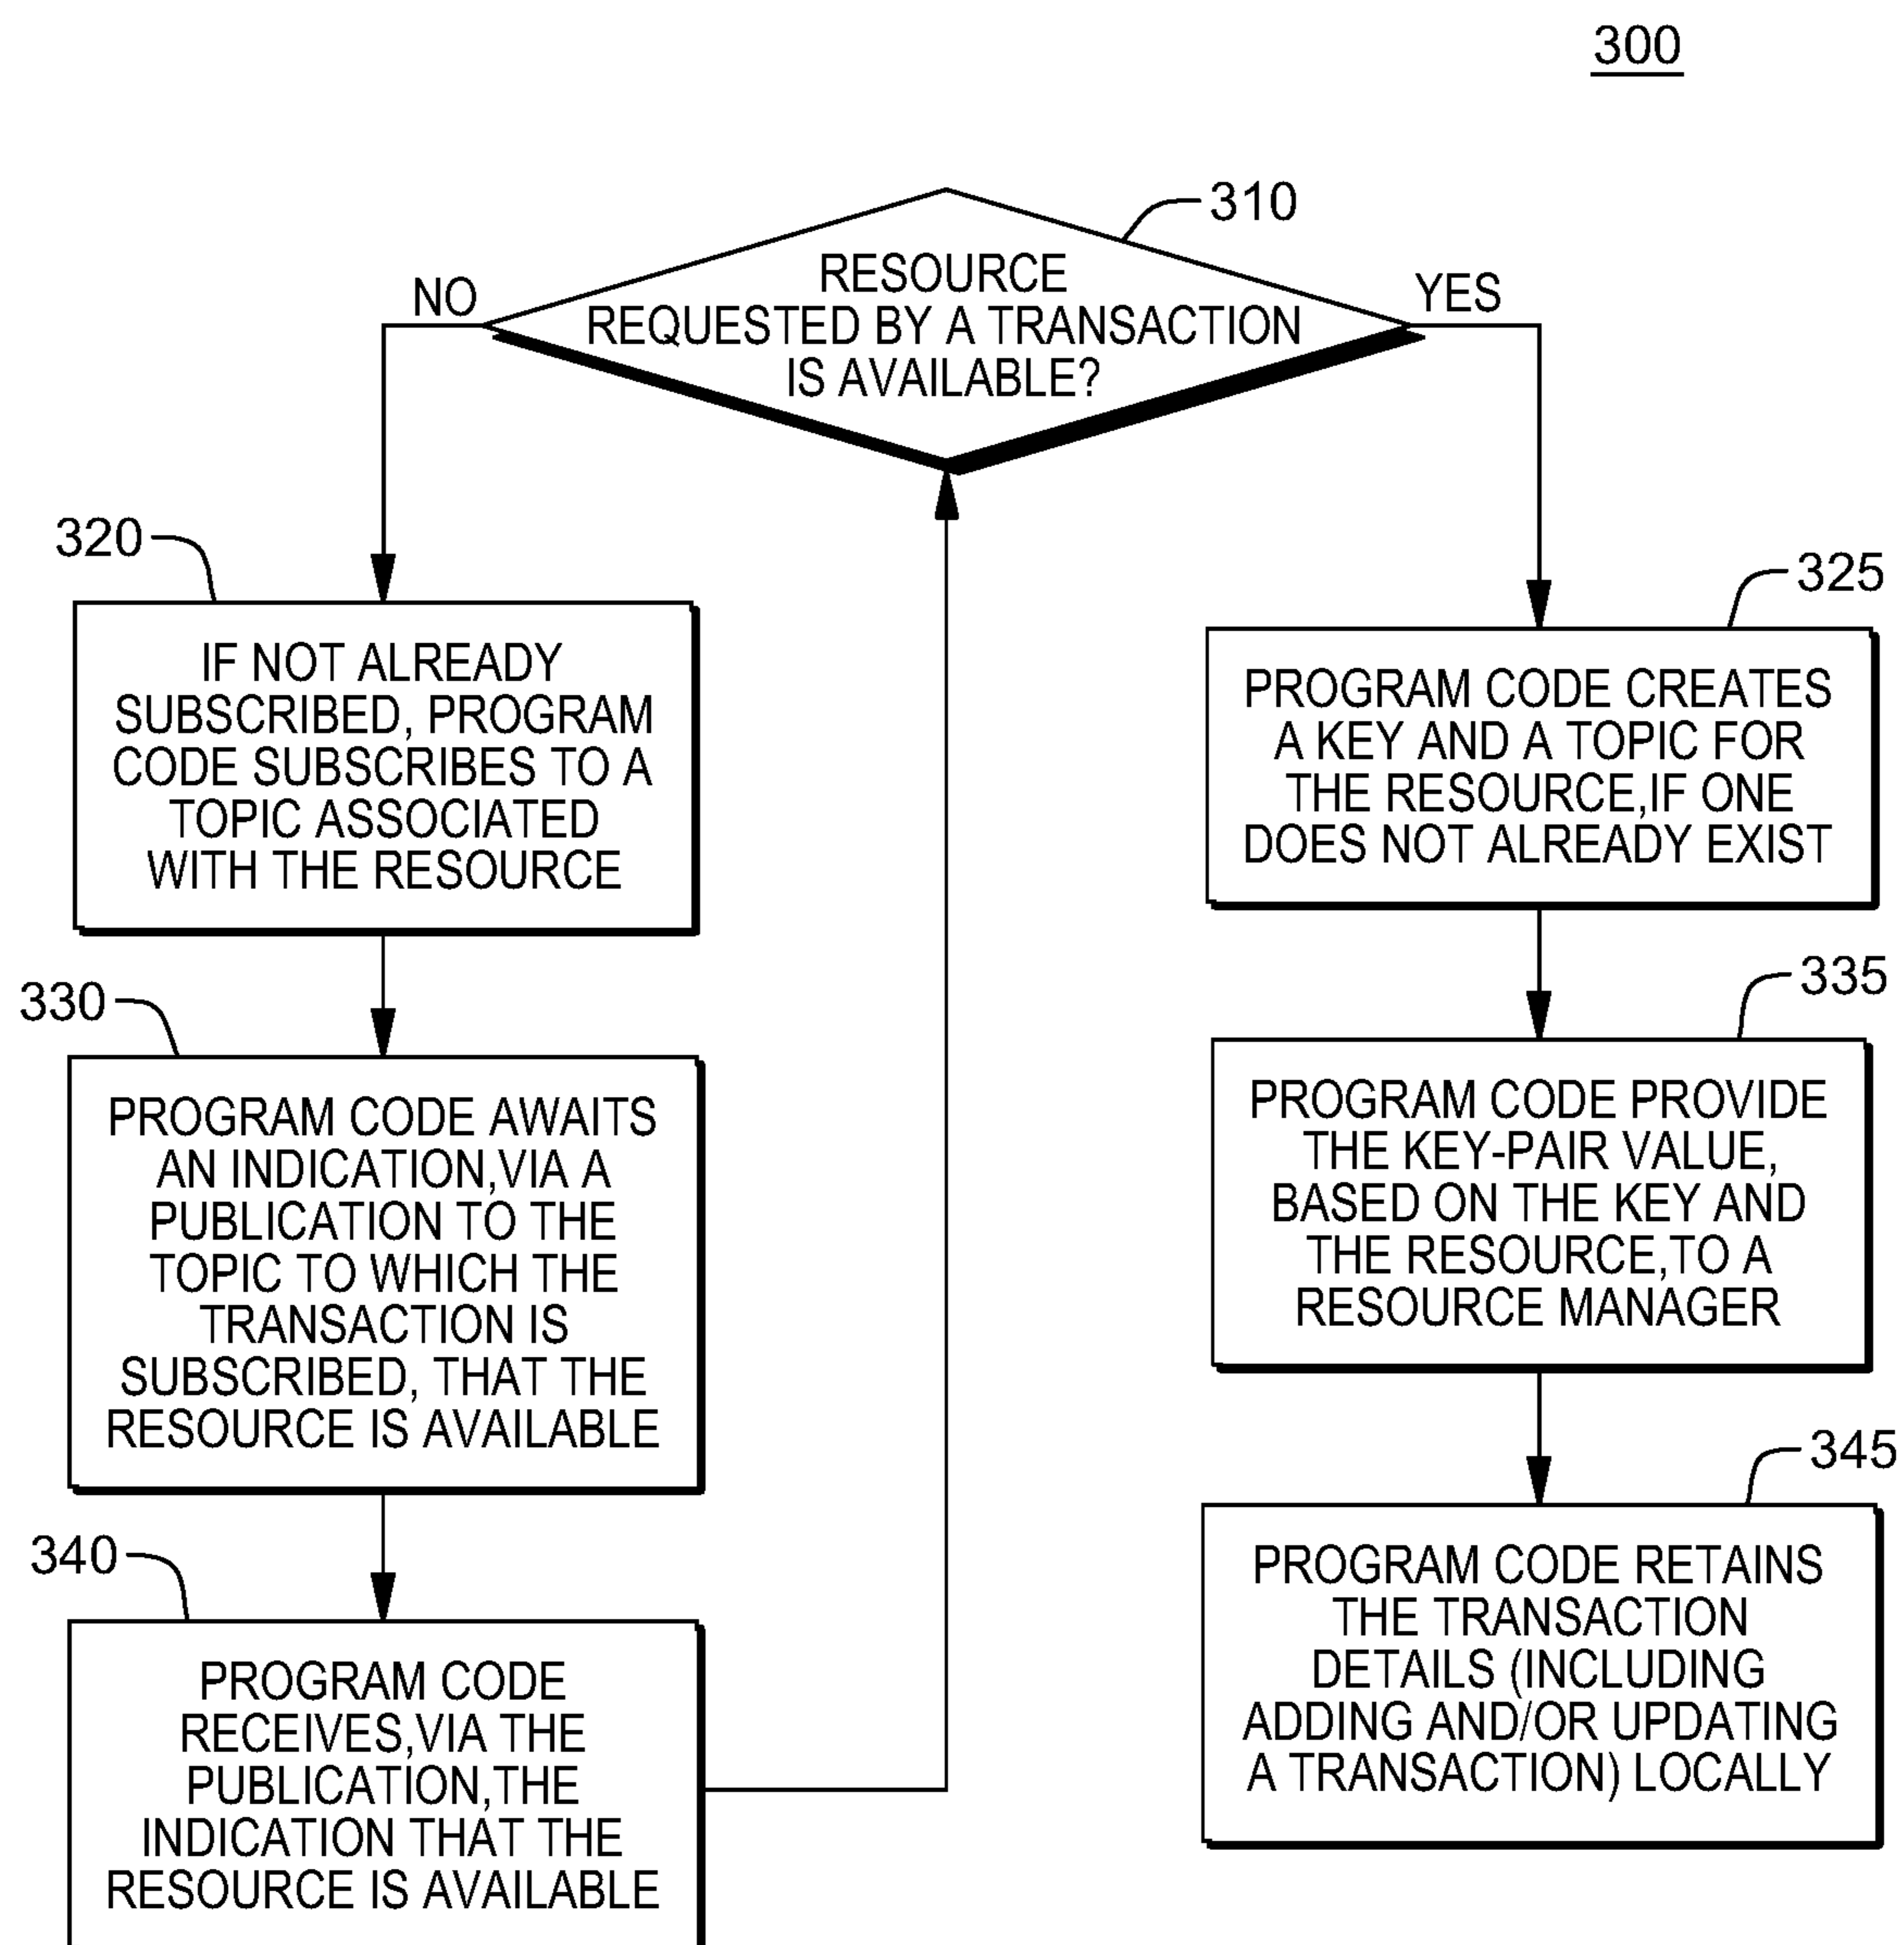 300
310
RESOURCE
REQUESTED BY A TRANSACTION
IS AVAILABLE?
NO
YES
320
IF NOT ALREADY
SUBSCRIBED, PROGRAM
CODE SUBSCRIBES TO A
TOPIC ASSOCIATED
WITH THE RESOURCE
330
PROGRAM CODE AWAITS
AN INDICATION,VIA A
PUBLICATION TO THE
TOPIC TO WHICH THE
TRANSACTION IS
SUBSCRIBED, THAT THE
RESOURCE IS AVAILABLE
340
PROGRAM CODE
RECEIVES,VIA THE
PUBLICATION,THE
INDICATION THAT THE
RESOURCE IS AVAILABLE
325
PROGRAM CODE CREATES
A KEY AND A TOPIC FOR
THE RESOURCE,IF ONE
DOES NOT ALREADY EXIST
335
PROGRAM CODE PROVIDE
THE KEY-PAIR VALUE,
BASED ON THE KEY AND
THE RESOURCE,TO A
RESOURCE MANAGER
345
PROGRAM CODE RETAINS
THE TRANSACTION
DETAILS (INCLUDING
ADDING AND/OR UPDATING
A TRANSACTION) LOCALLY